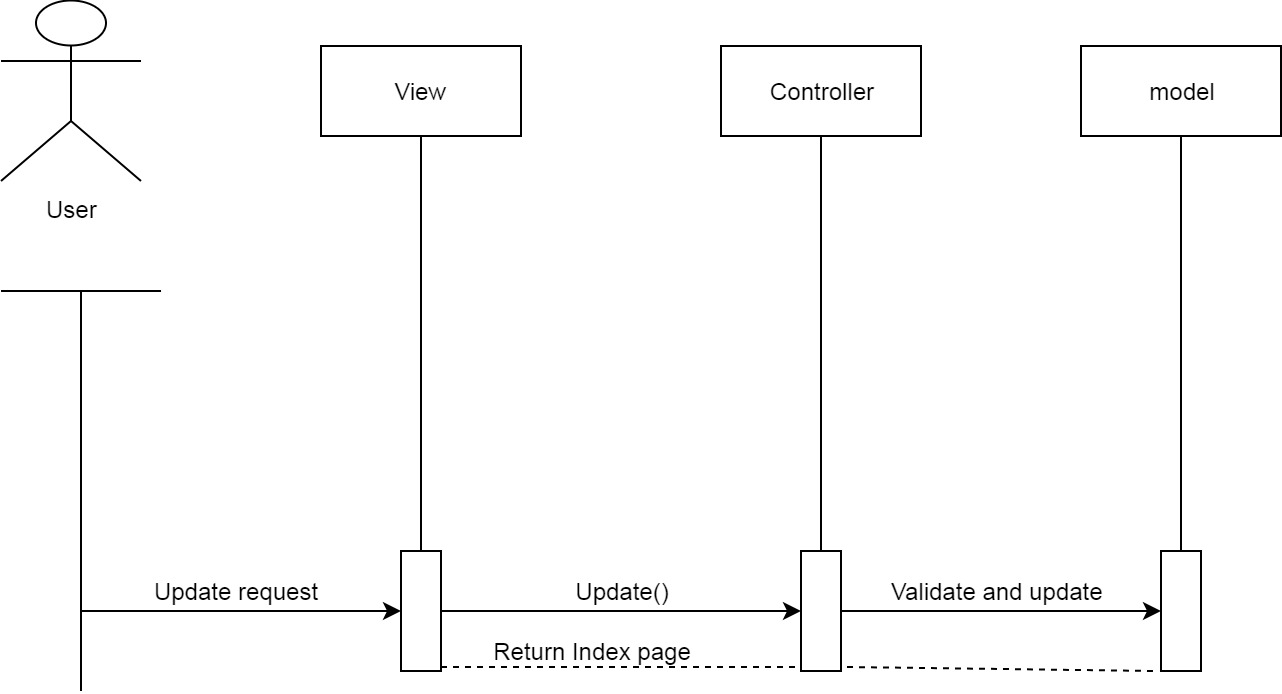 User
View
Controller
model
Update request
Update()
Validate and update
Return Index page